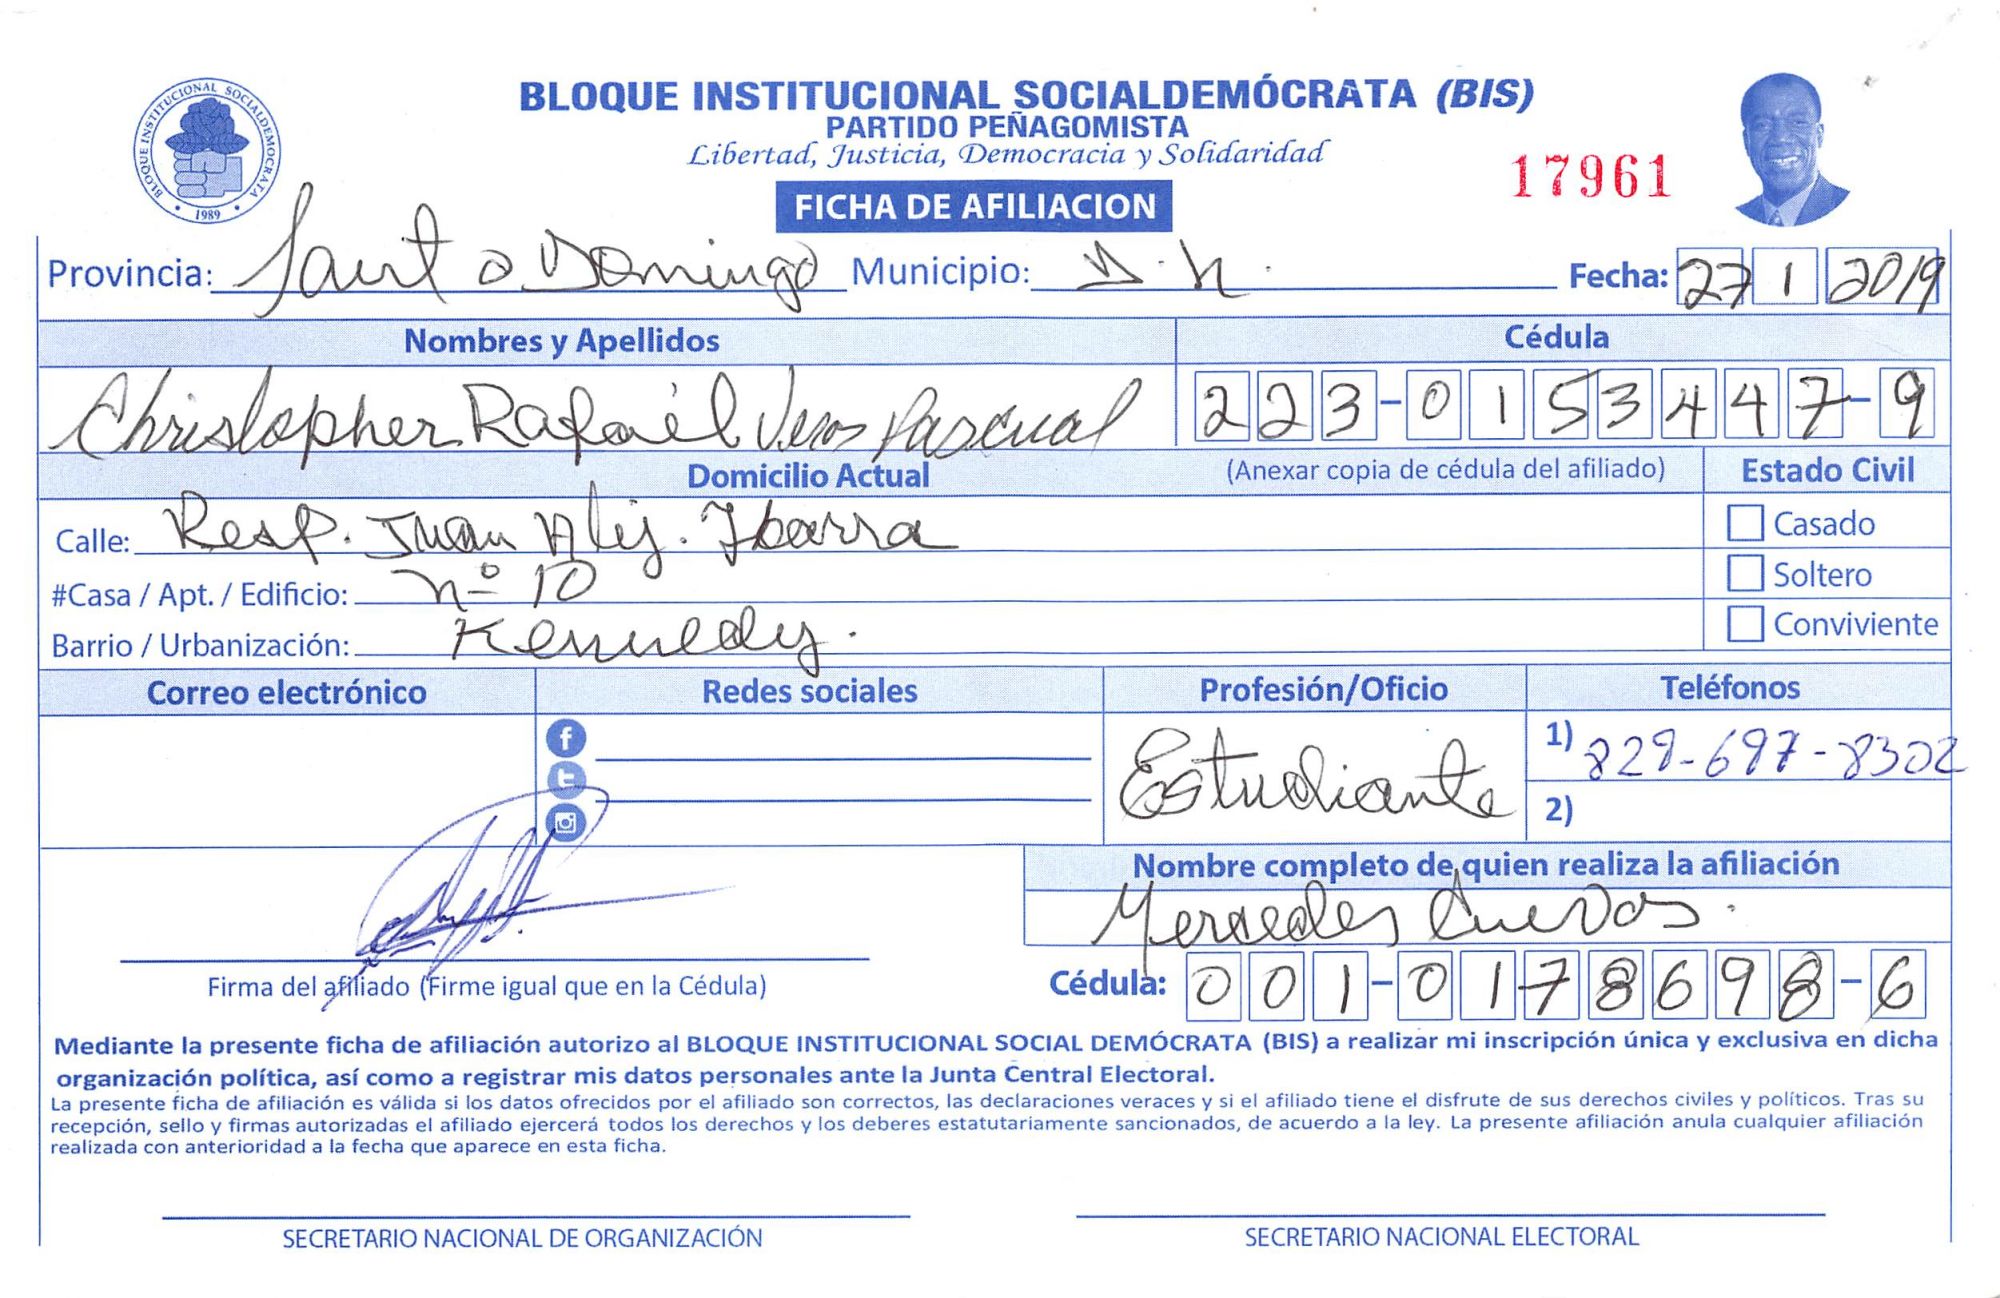 BLOQUE INSTITUCIONAL SOCIALDEMÓCRATA (BIS)
PARTIDO PEÑAGOMISTA
Libertad, Justicia, Democracia y Solidaridad
BLOQUE INSTITUCIONAL SOCIALDEMOCRATA
• 1989 •
17961
FICHA DE AFILIACION
Provincia: Santo Domingo Municipio: D.N. Fecha: 27 1 2019
Nombres y Apellidos Cédula
Christopher Rafaél Pascual 223-0153447-9
Domicilio Actual (Anexar copia de cédula del afiliado) Estado Civil
Calle: Resp. Juan Alej. Ibarra Casado
#Casa / Apt. / Edificio: nº 10 Soltero
Barrio / Urbanización: Kennedy. Conviviente
Correo electrónico Redes sociales Profesión/Oficio Teléfonos
Estudiante 1) 829-697-8302
2)
Nombre completo de quien realiza la afiliación
Mercedes Cuevas.
Firma del afiliado (Firme igual que en la Cédula) Cédula: 001-0178698-6
Mediante la presente ficha de afiliación autorizo al BLOQUE INSTITUCIONAL SOCIAL DEMÓCRATA (BIS) a realizar mi inscripción única y exclusiva en dicha
organización política, así como a registrar mis datos personales ante la Junta Central Electoral.
La presente ficha de afiliación es válida si los datos ofrecidos por el afiliado son correctos, las declaraciones veraces y si el afiliado tiene el disfrute de sus derechos civiles y políticos. Tras su
recepción, sello y firmas autorizadas el afiliado ejercerá todos los derechos y los deberes estatutariamente sancionados, de acuerdo a la ley. La presente afiliación anula cualquier afiliación
realizada con anterioridad a la fecha que aparece en esta ficha.
SECRETARIO NACIONAL DE ORGANIZACIÓN SECRETARIO NACIONAL ELECTORAL